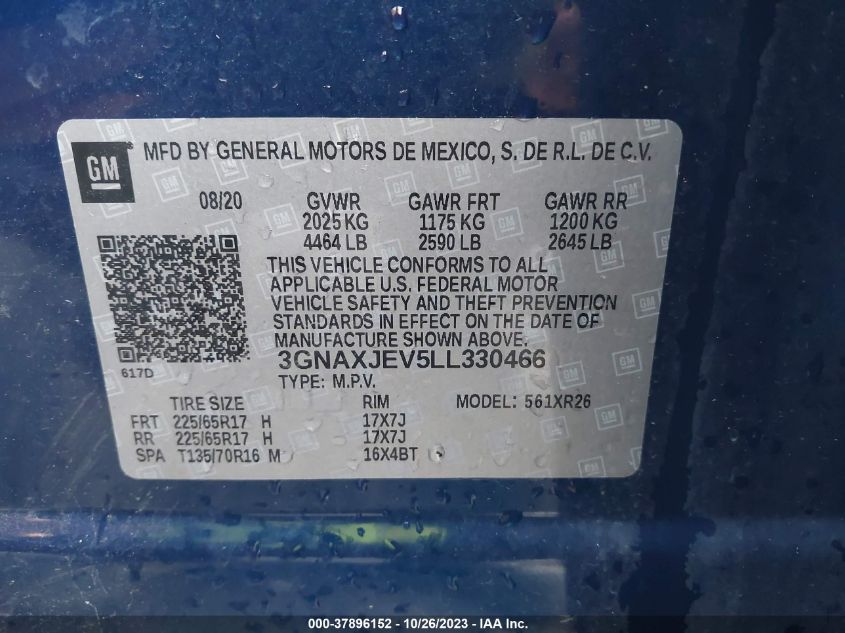 GM
MFD BY GENERAL MOTORS DE MEXICO, S. DE R.L. DE C.V.
08/20 GVWR GAWR FRT GAWR RR
2025 KG 1175 KG 1200 KG
4464 LB 2590 LB 2645 LB
THIS VEHICLE CONFORMS TO ALL
APPLICABLE U.S. FEDERAL MOTOR
VEHICLE SAFETY AND THEFT PREVENTION
STANDARDS IN EFFECT ON THE DATE OF
MANUFACTURE SHOWN ABOVE.
3GNAXJEV5LL330466
617D
TYPE: M.P.V.
TIRE SIZE RIM MODEL: 561XR26
FRT 225/65R17 H 17X7J
RR 225/65R17 H 17X7J
SPA T135/70R16 M 16X4BT
000-37896152 - 10/26/2023 - IAA Inc.